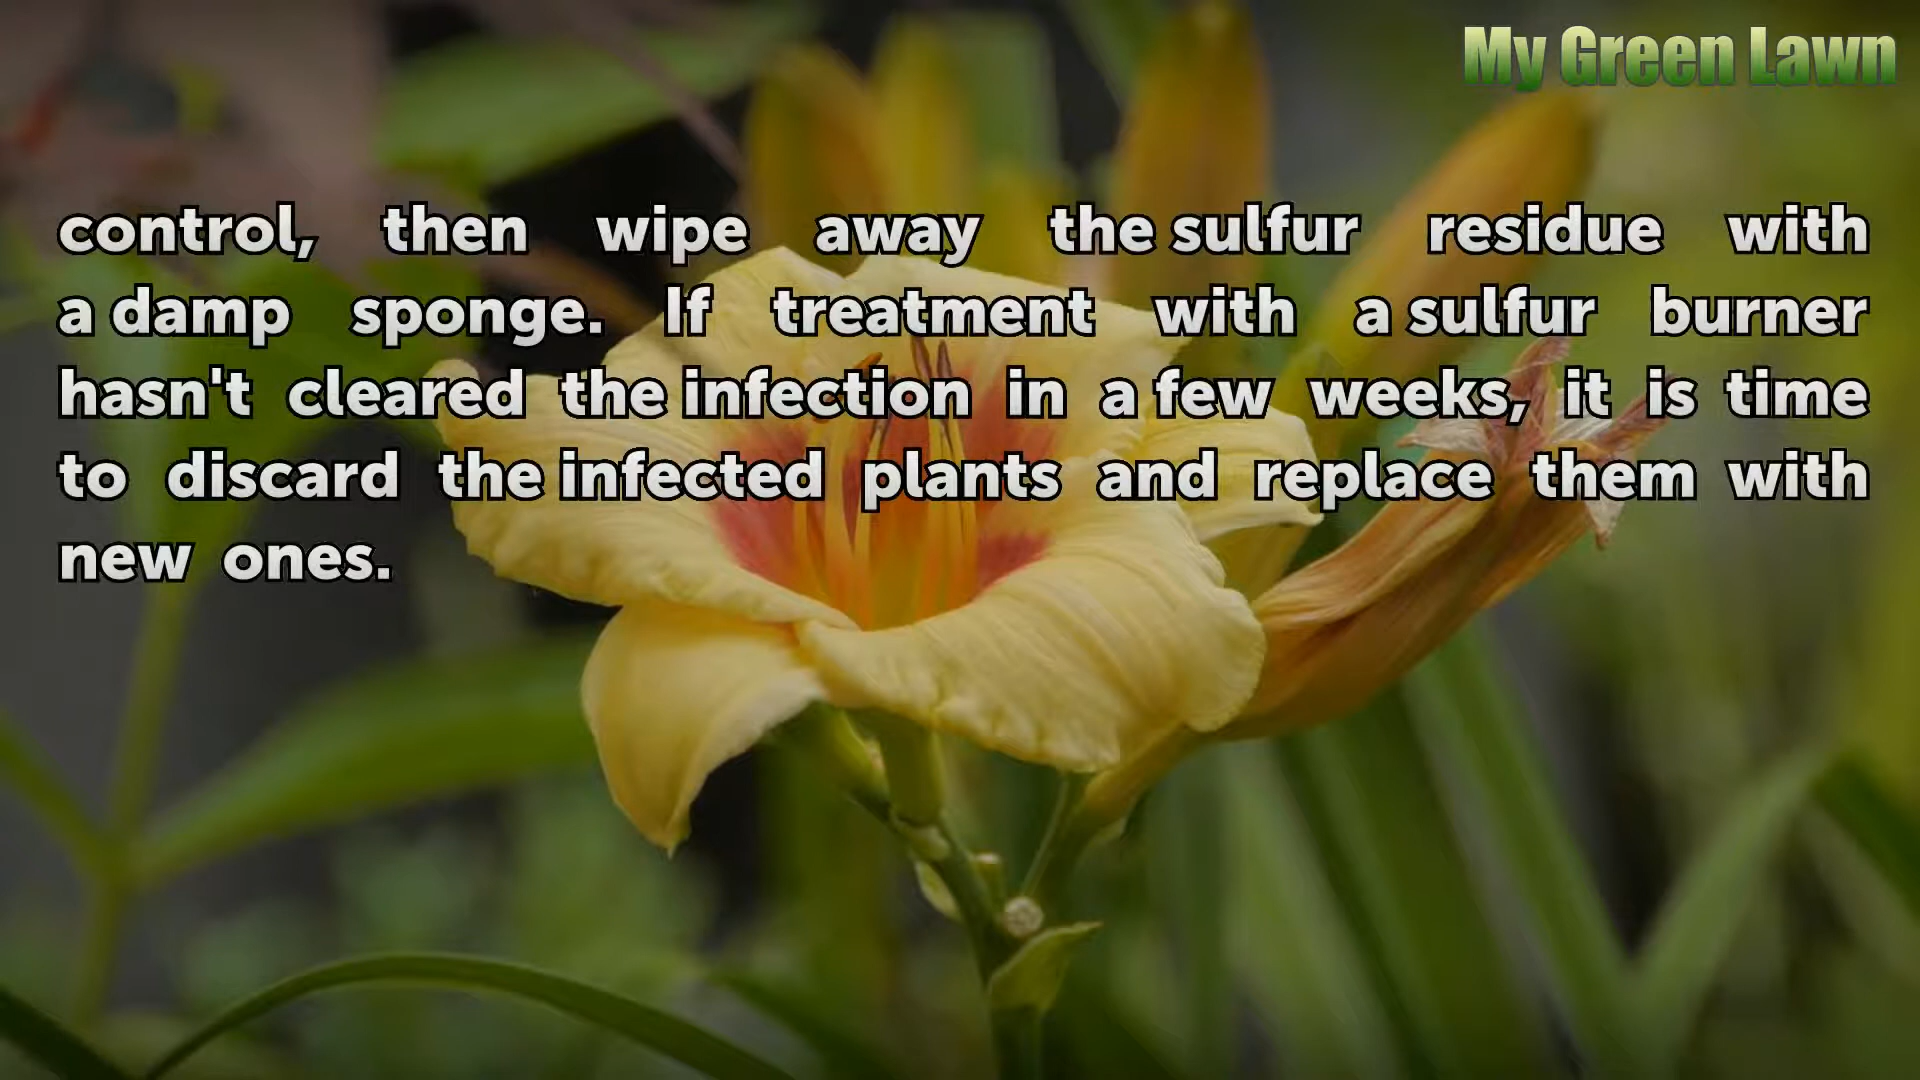 My Green Lawn
control, then wipe away the sulfur residue with
a damp sponge. If treatment with a sulfur burner
hasn't cleared the infection in a few weeks, it is time
to discard the infected plants and replace them with
new ones.